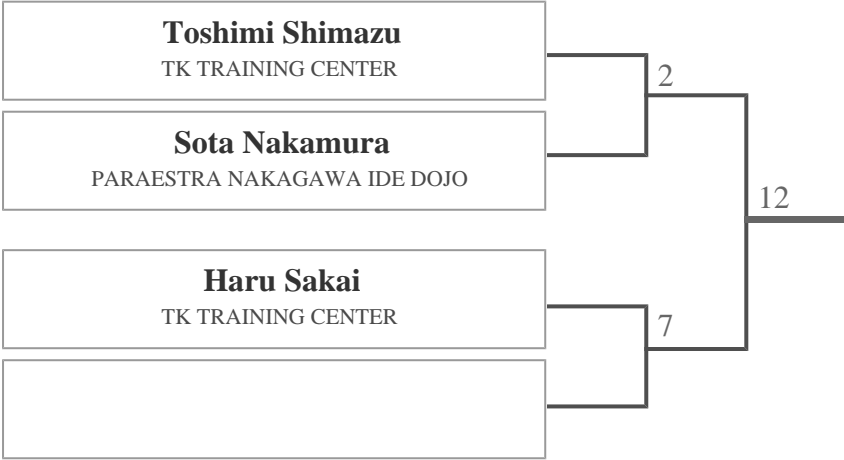 Toshimi Shimazu
TK TRAINING CENTER
2
Sota Nakamura
PARAESTRA NAKAGAWA IDE DOJO
12
Haru Sakai
TK TRAINING CENTER
7